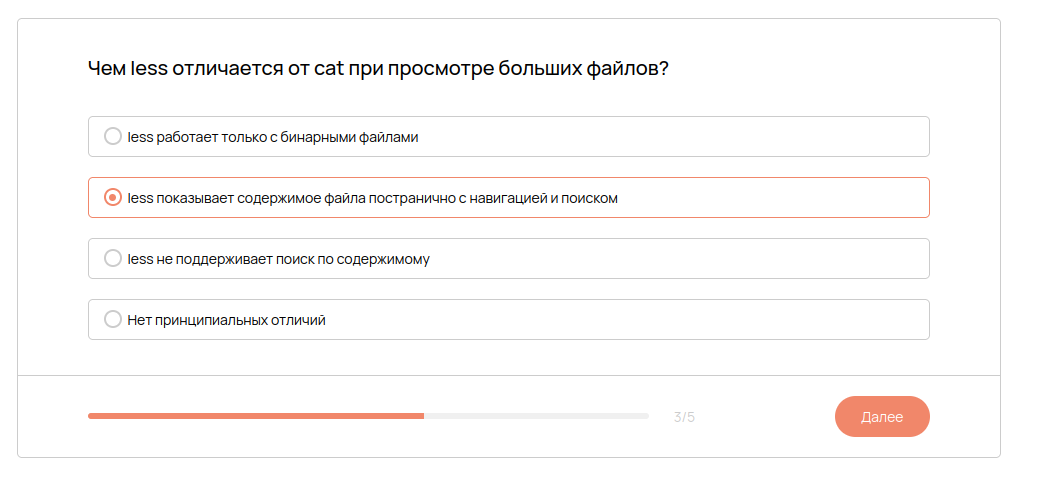 Чем less отличается от cat при просмотре больших файлов?
less работает только с бинарными файлами
less показывает содержимое файла постранично с навигацией и поиском
less не поддерживает поиск по содержимому
Нет принципиальных отличий
3/5
Далее